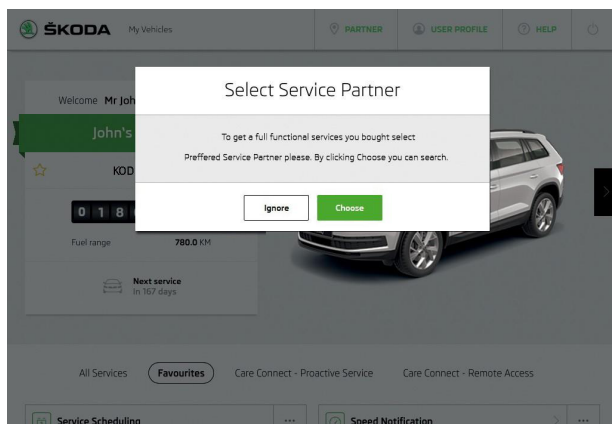 ŠKODA My Vehicles PARTNER USER PROFILE HELP
Select Service Partner
Welcome Mr Joh
John's
To get a full functional services you bought select
Preffered Service Partner please. By clicking Choose you can search.
KOD
Ignore Choose
0 1 8
Fuel range 780.0 KM
Next service
In 167 days
All Services Favourites Care Connect - Proactive Service Care Connect - Remote Access
Service Scheduling Speed Notification